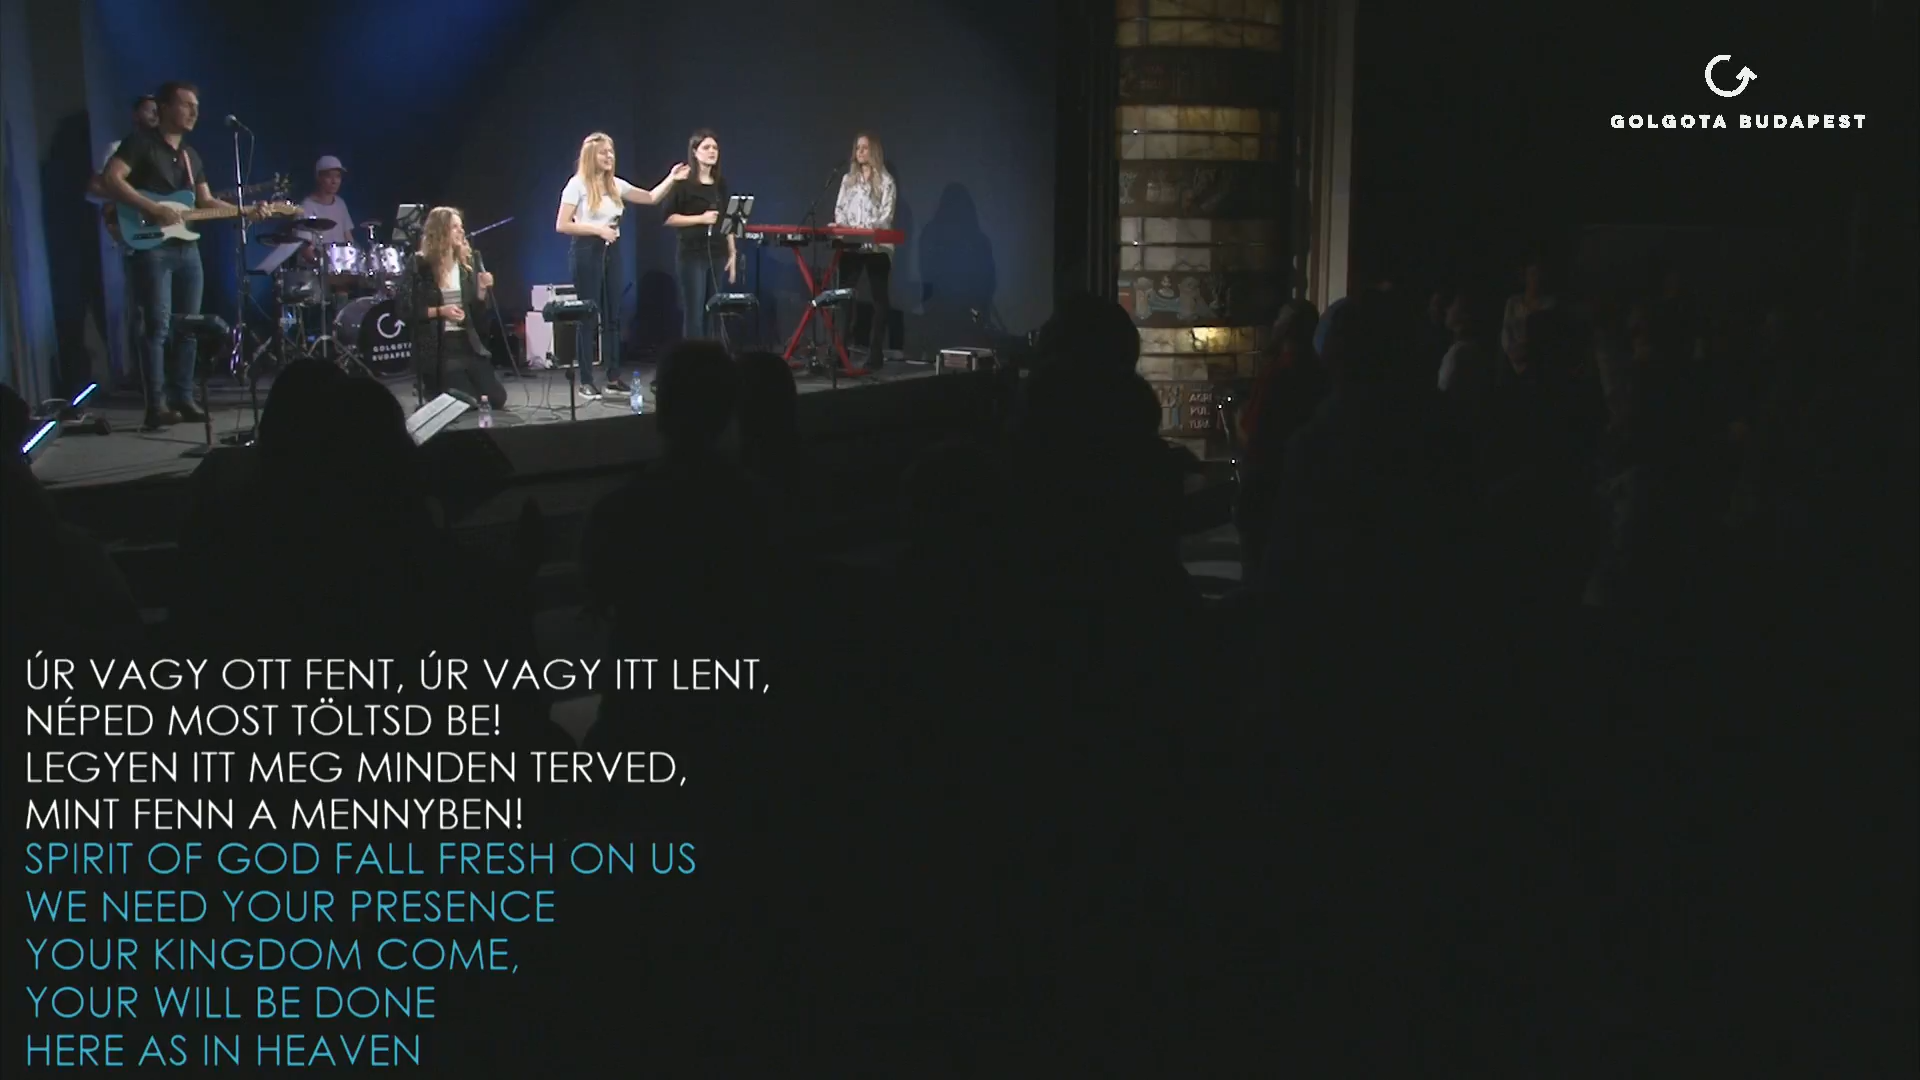 GOLGOTA BUDAPEST
GOLGOTA
BUDAPEST
ÚR VAGY OTT FENT, ÚR VAGY ITT LENT,
NÉPED MOST TÖLTSD BE!
LEGYEN ITT MEG MINDEN TERVED,
MINT FENN A MENNYBEN!
SPIRIT OF GOD FALL FRESH ON US
WE NEED YOUR PRESENCE
YOUR KINGDOM COME,
YOUR WILL BE DONE
HERE AS IN HEAVEN